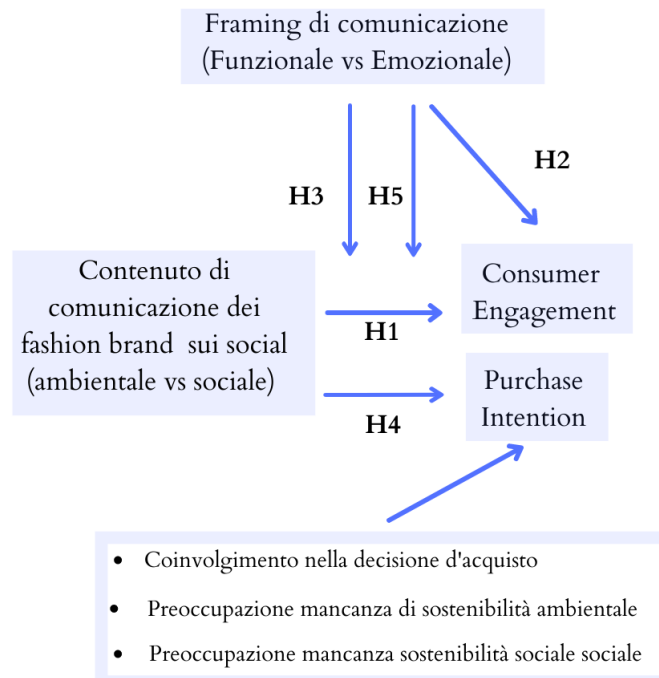 Framing di comunicazione
(Funzionale vs Emozionale)
H2
H3
H5
Contenuto di
comunicazione dei
fashion brand sui social
(ambientale vs sociale)
Consumer
Engagement
H1
Purchase
Intention
H4
• Coinvolgimento nella decisione d'acquisto
• Preoccupazione mancanza di sostenibilità ambientale
• Preoccupazione mancanza sostenibilità sociale sociale